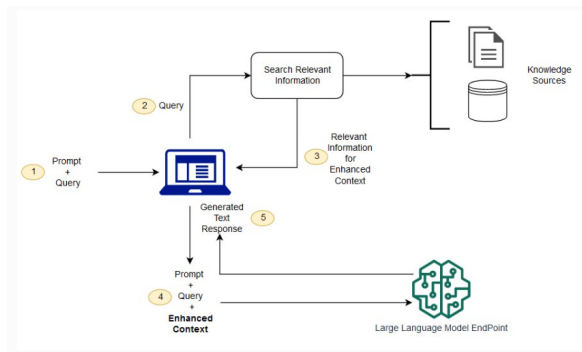 Search Relevant
Information
Knowledge
Sources
2 Query
Relevant
Information
for
Enhanced
Context
3
1 Prompt
+
Query
Generated
Text
Response
5
4
Prompt
+
Query
+
Enhanced
Context
Large Language Model EndPoint